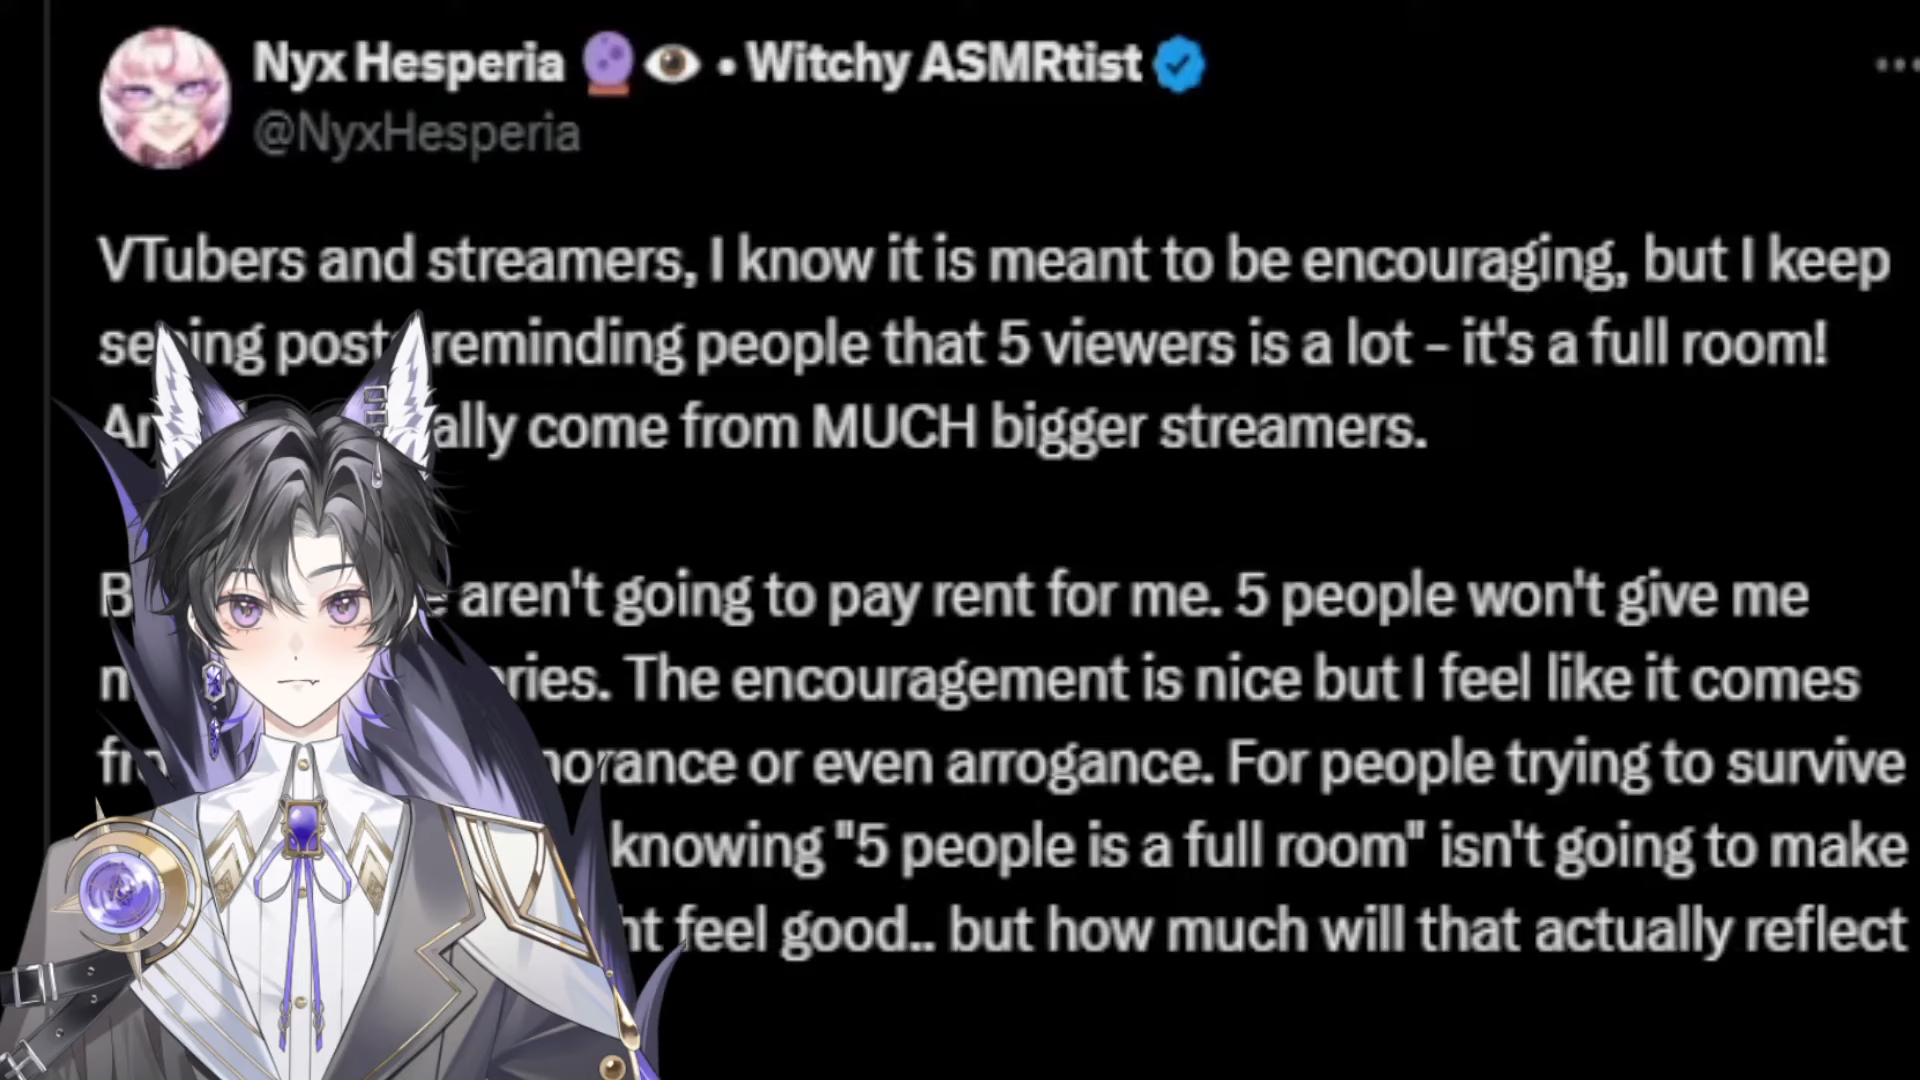 Nyx Hesperia 🔮👁️ • Witchy ASMRtist
@NyxHesperia
VTubers and streamers, I know it is meant to be encouraging, but I keep
seeing posts reminding people that 5 viewers is a lot - it's a full room!
ally come from MUCH bigger streamers.
aren't going to pay rent for me. 5 people won't give me
ries. The encouragement is nice but I feel like it comes
norance or even arrogance. For people trying to survive
knowing "5 people is a full room" isn't going to make
ht feel good.. but how much will that actually reflect